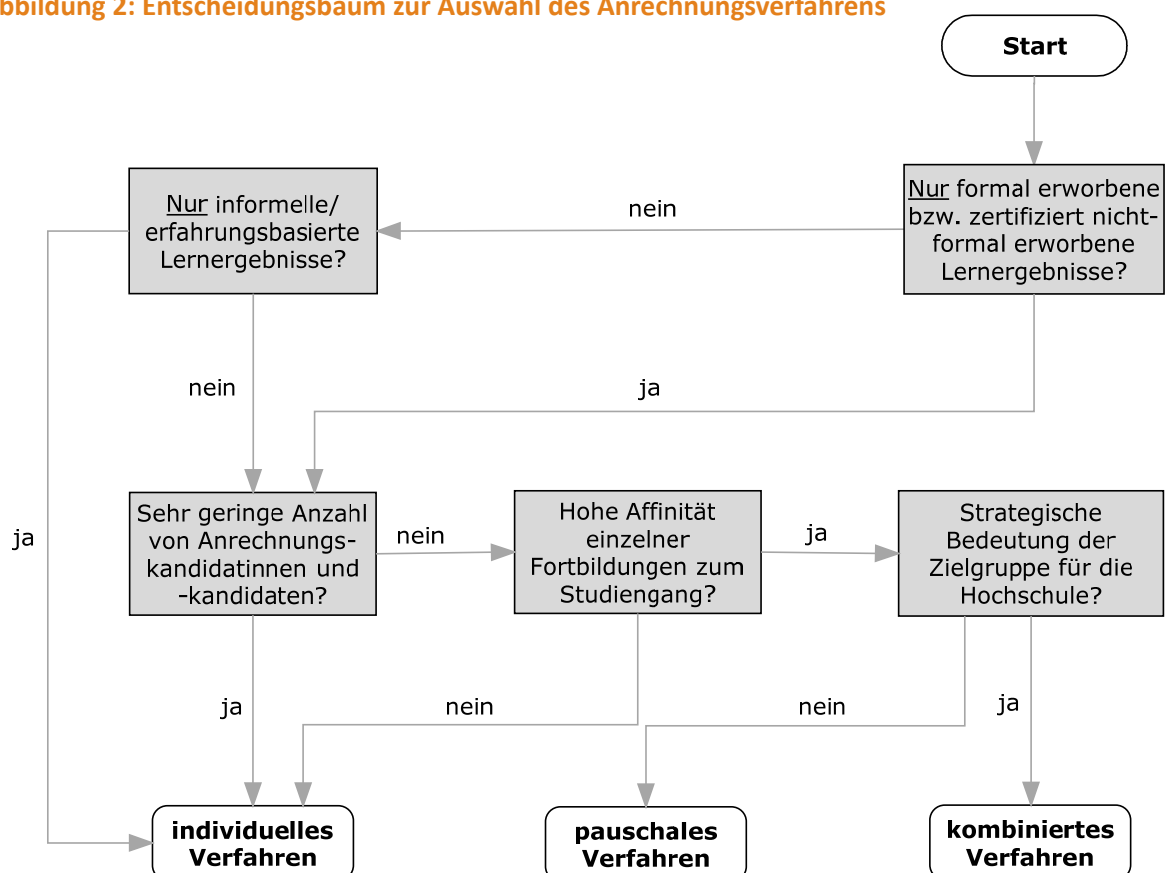 bbildung 2: Entscheidungsbaum zur Auswahl des Anrechnungsverfahrens
Start
Nur informelle/
erfahrungsbasierte
Lernergebnisse?
nein
Nur formal erworbene
bzw. zertifiziert nicht-
formal erworbene
Lernergebnisse?
nein
ja
ja
Sehr geringe Anzahl
von Anrechnungs-
kandidatinnen und
-kandidaten?
nein
Hohe Affinität
einzelner
Fortbildungen zum
Studiengang?
ja
Strategische
Bedeutung der
Zielgruppe für die
Hochschule?
ja
nein
nein
ja
individuelles
Verfahren
pauschales
Verfahren
kombiniertes
Verfahren